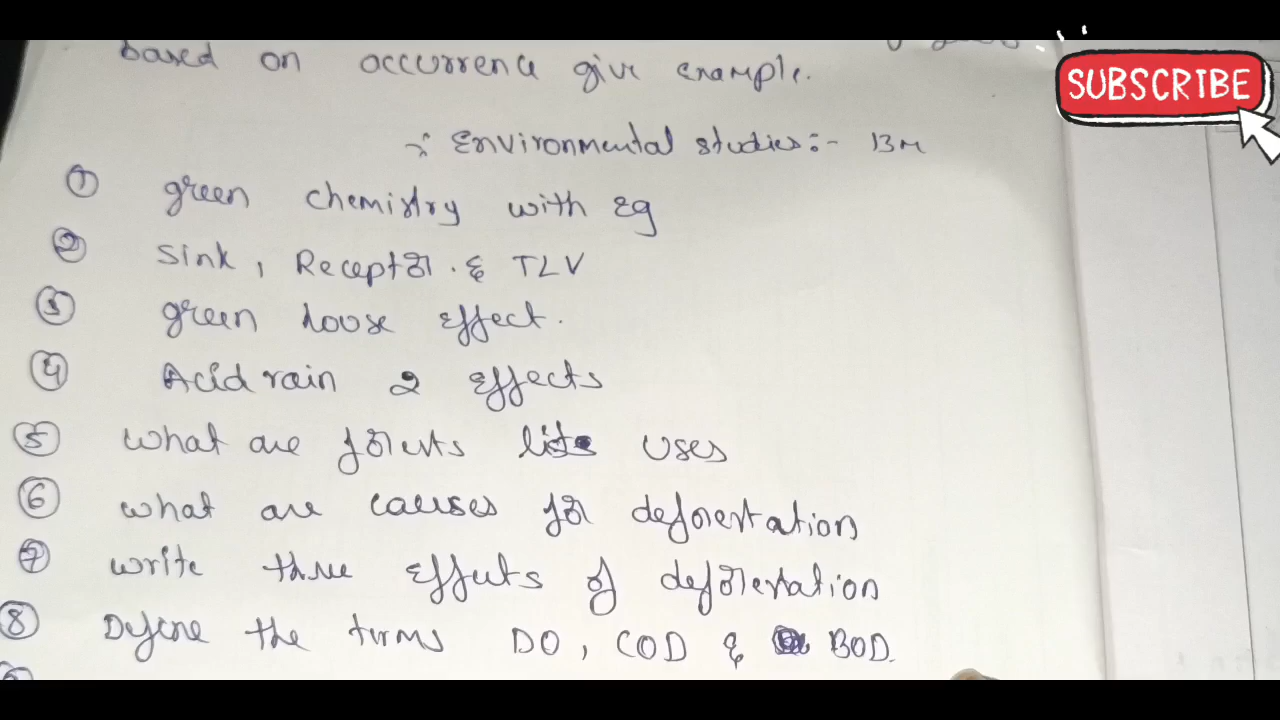 based on occurrence give example.
SUBSCRIBE
:- Environmental studies:- 13M
① green chemistry with Eg
② Sink, Receptor. & TLV
③ green house effect.
④ Acid rain 2 effects
⑤ what are forests list uses
⑥ what are causes for deforestation
⑦ write three effects of deforestation
⑧ Define the terms DO, COD & BOD.